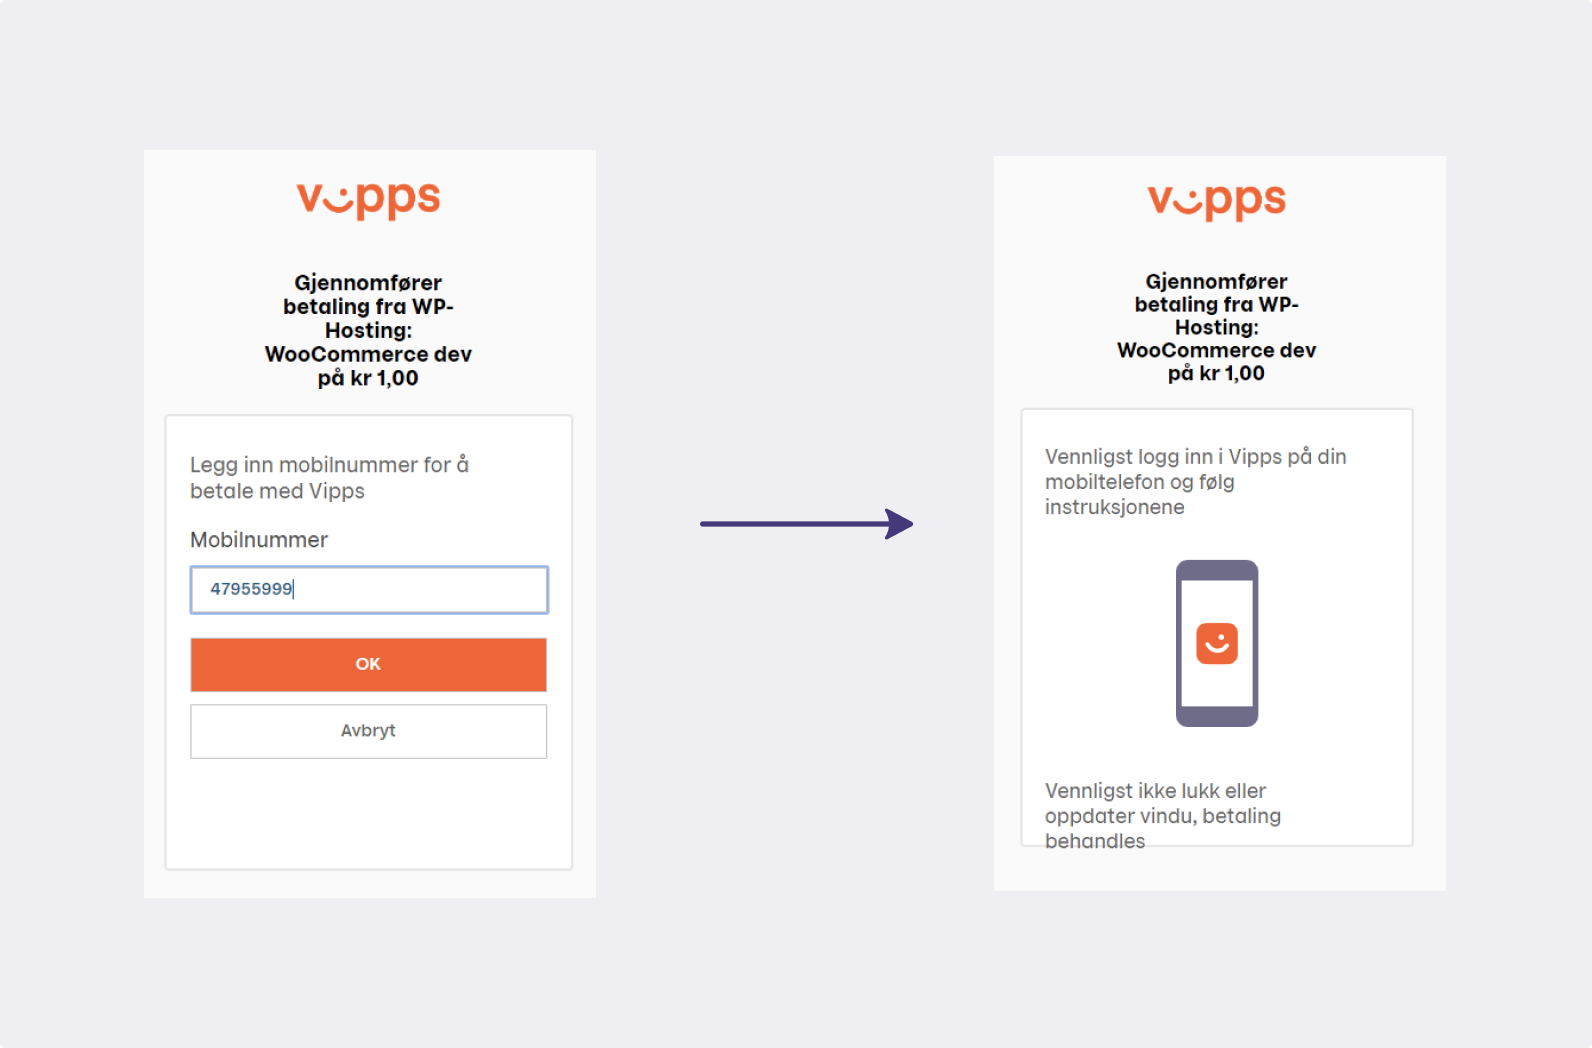 vipps
Gjennomfører
betaling fra WP-
Hosting:
WooCommerce dev
på kr 1,00
Legg inn mobilnummer for å
betale med Vipps
Mobilnummer
47955999
OK
Avbryt
vipps
Gjennomfører
betaling fra WP-
Hosting:
WooCommerce dev
på kr 1,00
Vennligst logg inn i Vipps på din
mobiltelefon og følg
instruksjonene
Vennligst ikke lukk eller
oppdater vindu, betaling
behandles